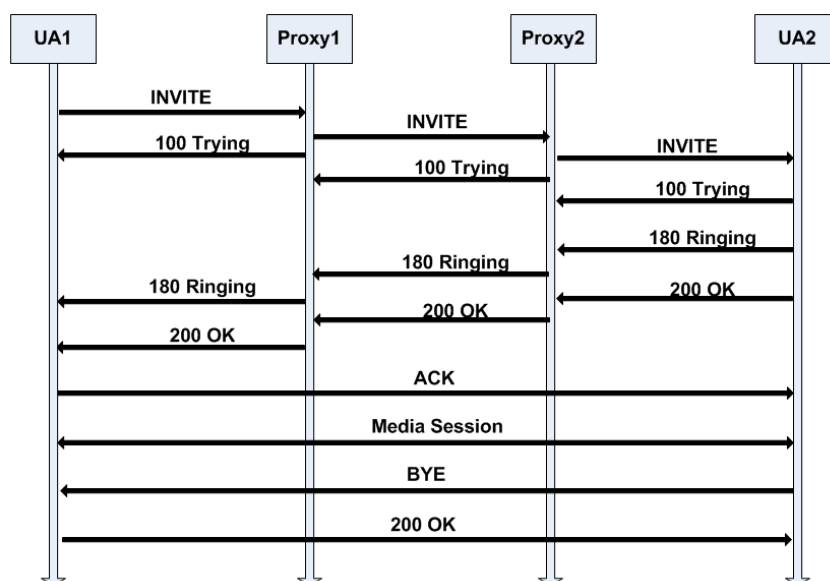 UA1
Proxy1
Proxy2
UA2
INVITE
INVITE
100 Trying
INVITE
100 Trying
100 Trying
180 Ringing
180 Ringing
180 Ringing
200 OK
200 OK
200 OK
ACK
Media Session
BYE
200 OK